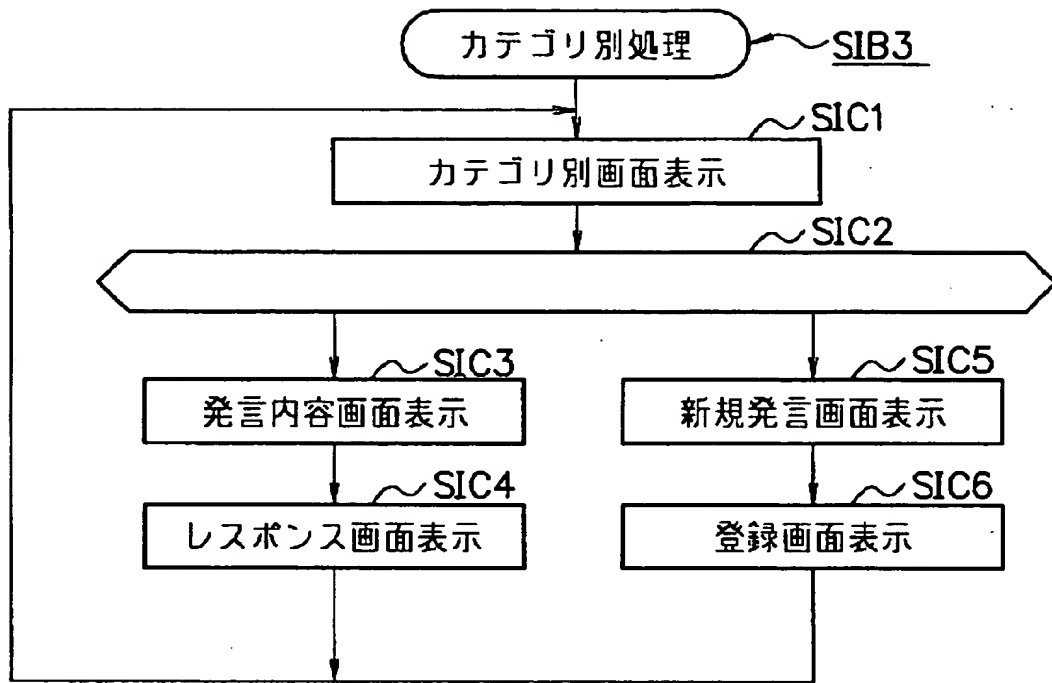 カテゴリ別処理
SIB3
SIC1
カテゴリ別画面表示
SIC2
SIC3
発言内容画面表示
SIC5
新規発言画面表示
SIC4
レスポンス画面表示
SIC6
登録画面表示